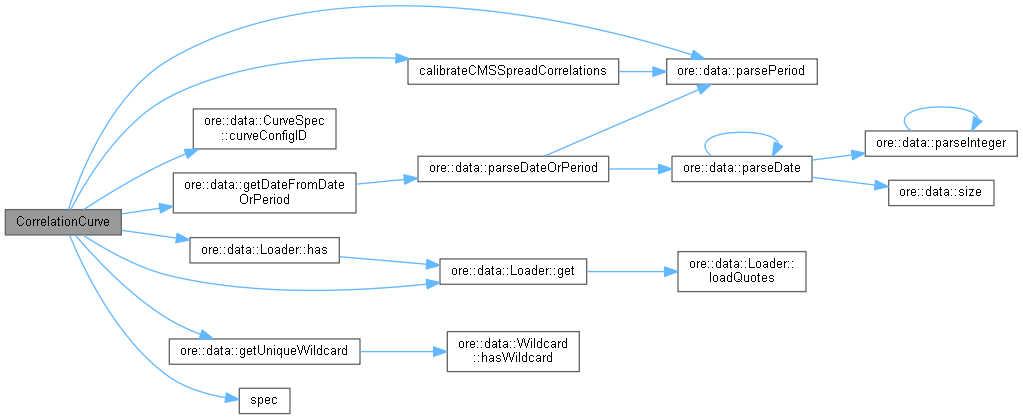 calibrateCMSSpreadCorrelations
ore::data::parsePeriod
ore::data::CurveSpec
::curveConfigID
ore::data::parseInteger
ore::data::parseDateOrPeriod
ore::data::parseDate
ore::data::getDateFromDate
OrPeriod
ore::data::size
CorrelationCurve
ore::data::Loader::has
ore::data::Loader::get
ore::data::Loader::
loadQuotes
ore::data::getUniqueWildcard
ore::data::Wildcard
::hasWildcard
spec